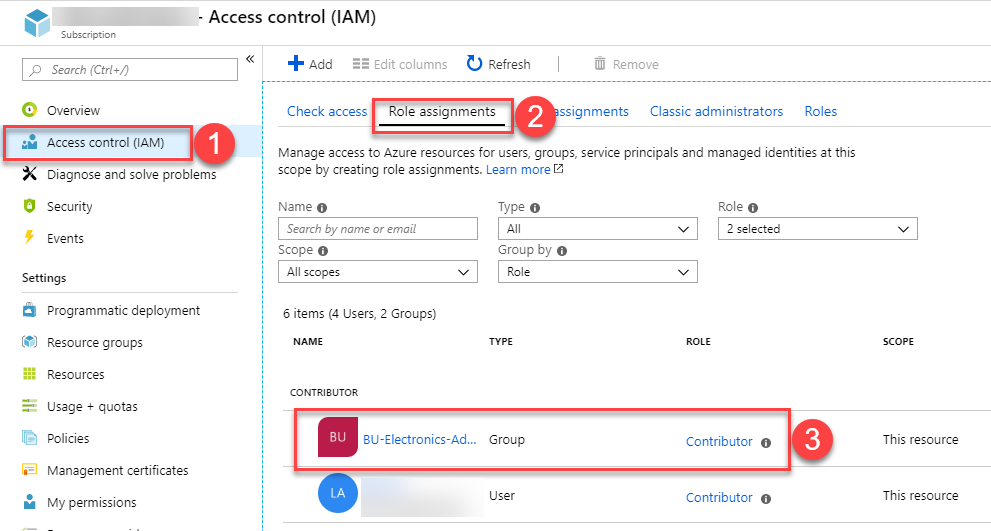 - Access control (IAM)
Subscription
Search (Ctrl+/)
«
Overview
Access control (IAM)
1
Diagnose and solve problems
Security
Events
Settings
Programmatic deployment
Resource groups
Resources
Usage + quotas
Policies
Management certificates
My permissions
Add
Edit columns
Refresh
Remove
Check access
Role assignments
2
assignments
Classic administrators
Roles
Manage access to Azure resources for users, groups, service principals and managed identities at this
scope by creating role assignments. Learn more
Name
Search by name or email
Type
All
Role
2 selected
Scope
All scopes
Group by
Role
6 items (4 Users, 2 Groups)
NAME TYPE ROLE SCOPE
CONTRIBUTOR
BU BU-Electronics-Ad... Group Contributor 3 This resource
LA User Contributor This resource